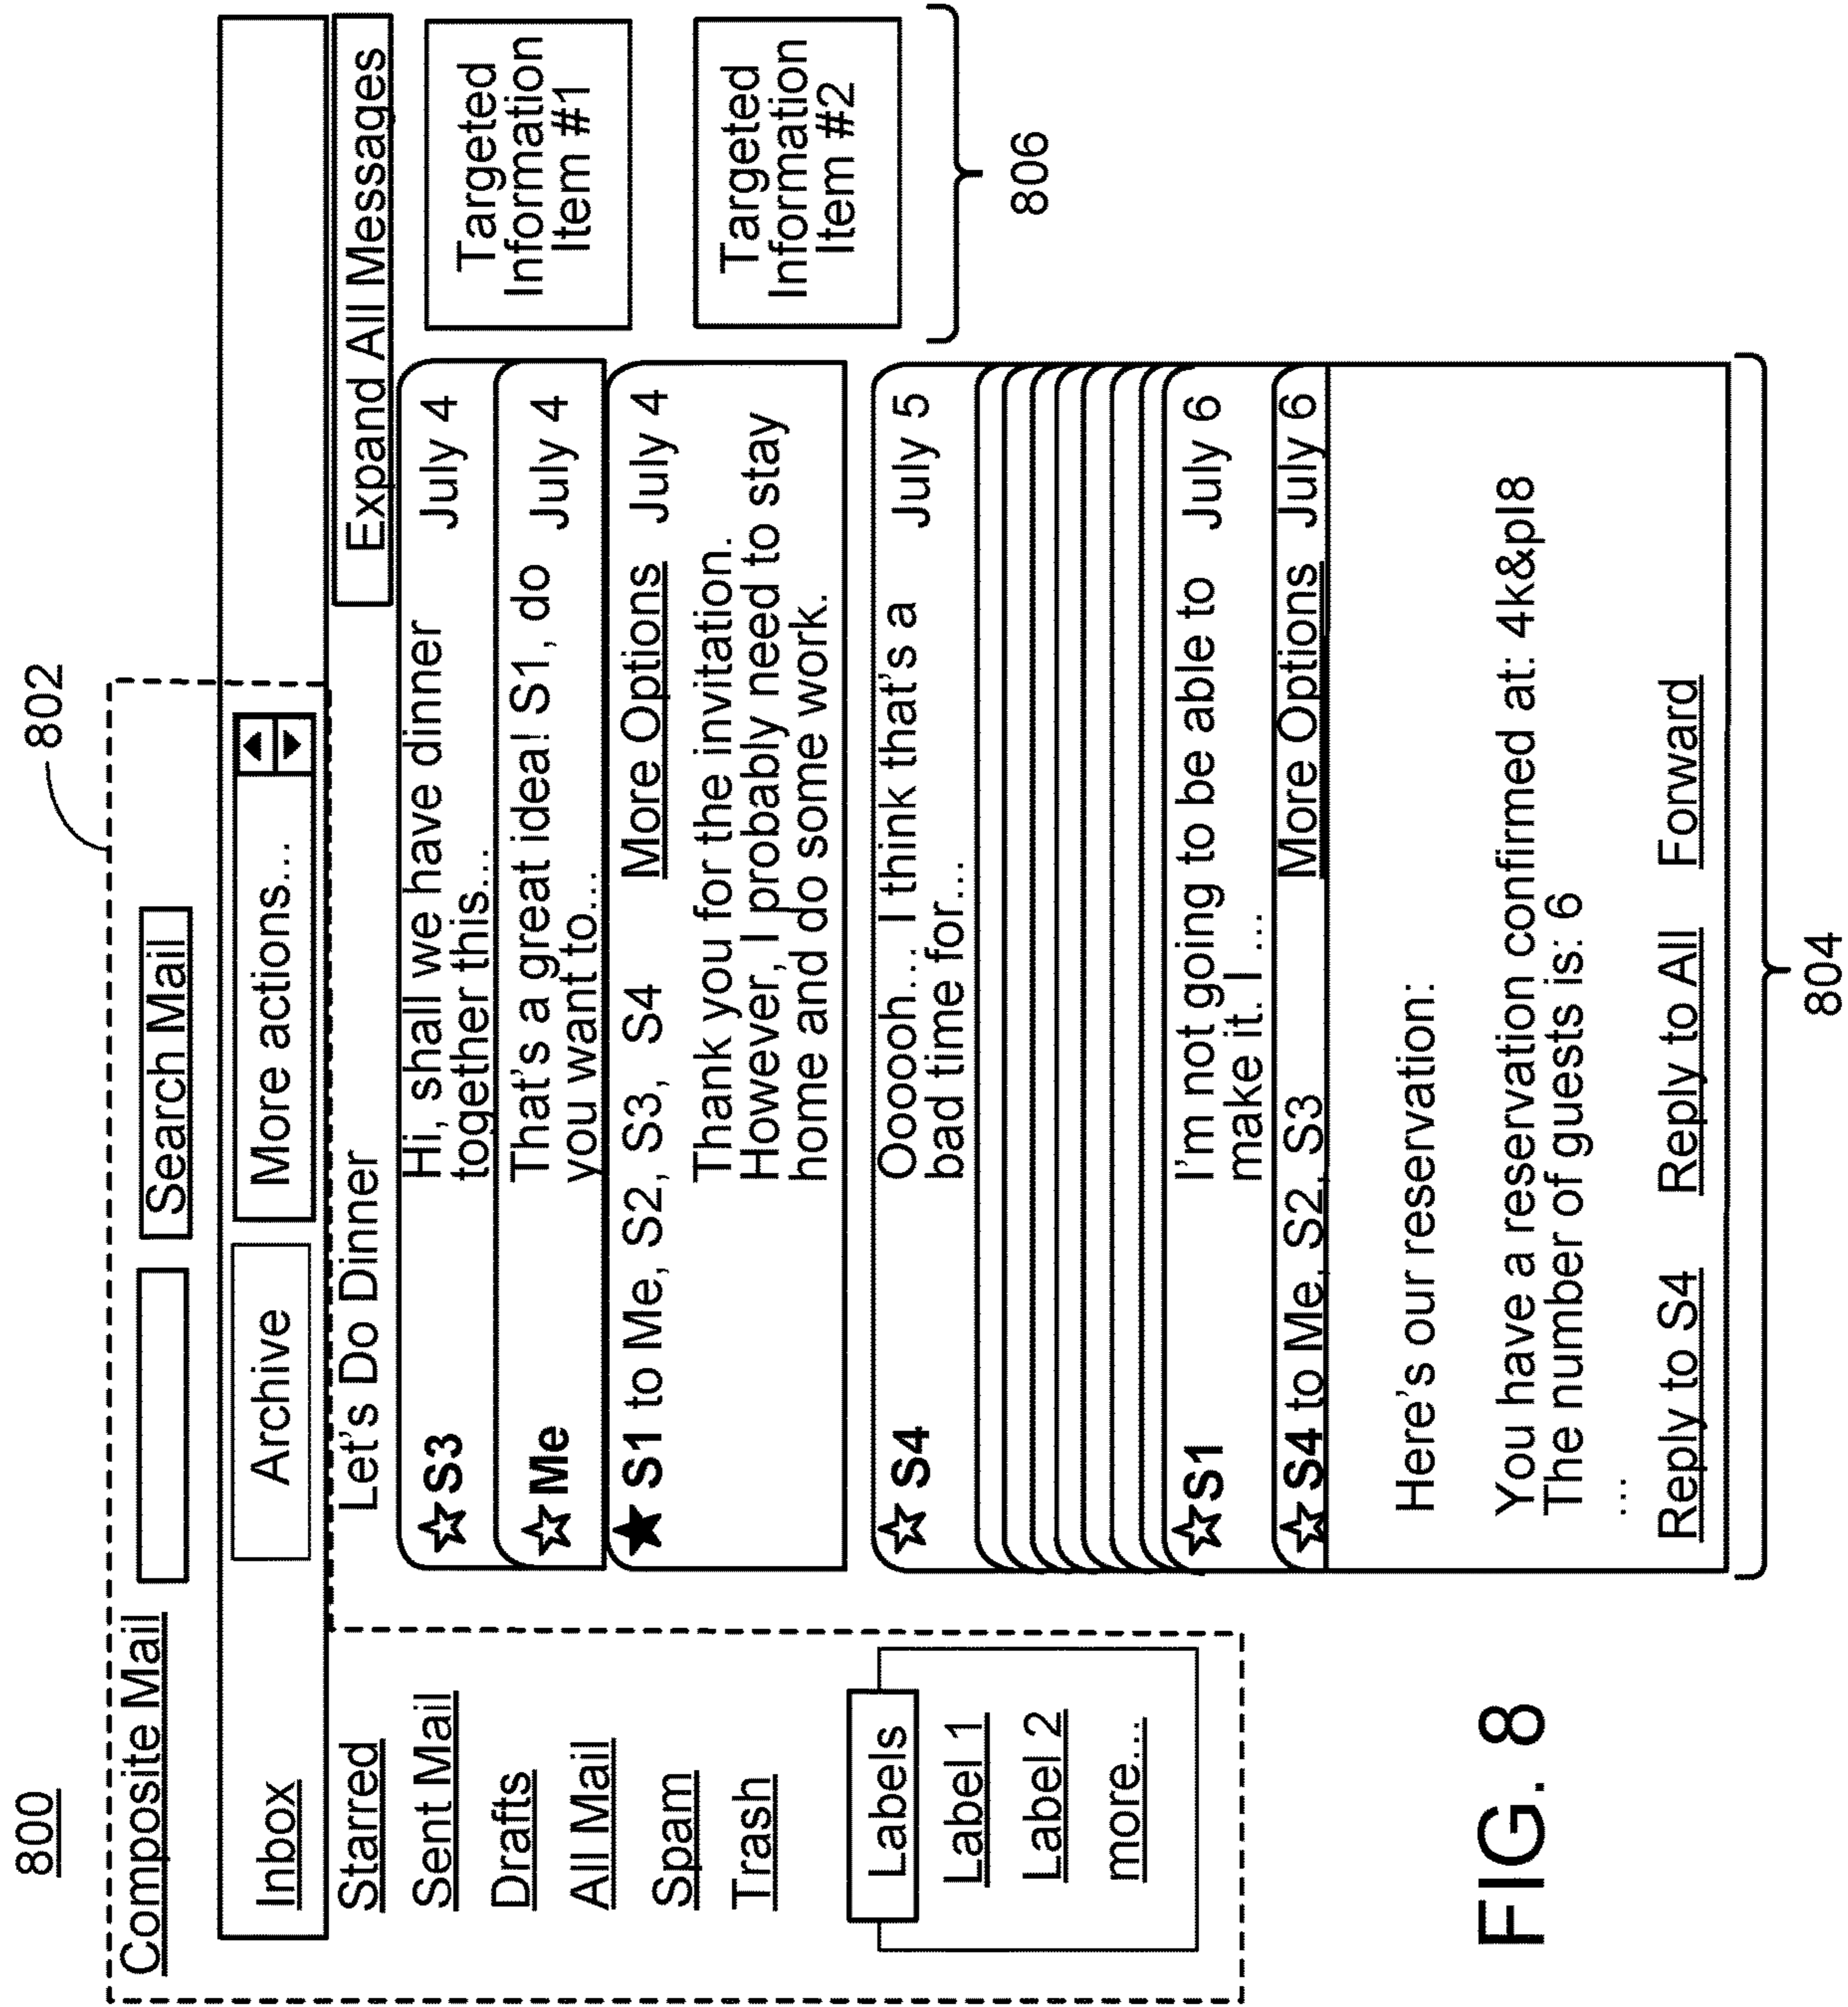 800
802
Composite Mail
Search Mail
Inbox
Archive
More actions...
Starred
Sent Mail
Drafts
All Mail
Spam
Trash
Labels
Label 1
Label 2
more...
Let's Do Dinner
Expand All Messages
S3
Hi, shall we have dinner
together this...
July 4
Me
That's a great idea! S1, do
you want to...
July 4
S1 to Me, S2, S3, S4
More Options
July 4
Thank you for the invitation.
However, I probably need to stay
home and do some work.
S4
Oooooh... I think that's a
bad time for...
July 5
S1
I'm not going to be able to
make it. I ...
July 6
S4 to Me, S2, S3
More Options
July 6
Here's our reservation:
You have a reservation confirmed at: 4k&pl8
The number of guests is: 6
...
Reply to S4
Reply to All
Forward
804
Targeted
Information
Item #1
Targeted
Information
Item #2
806
FIG. 8